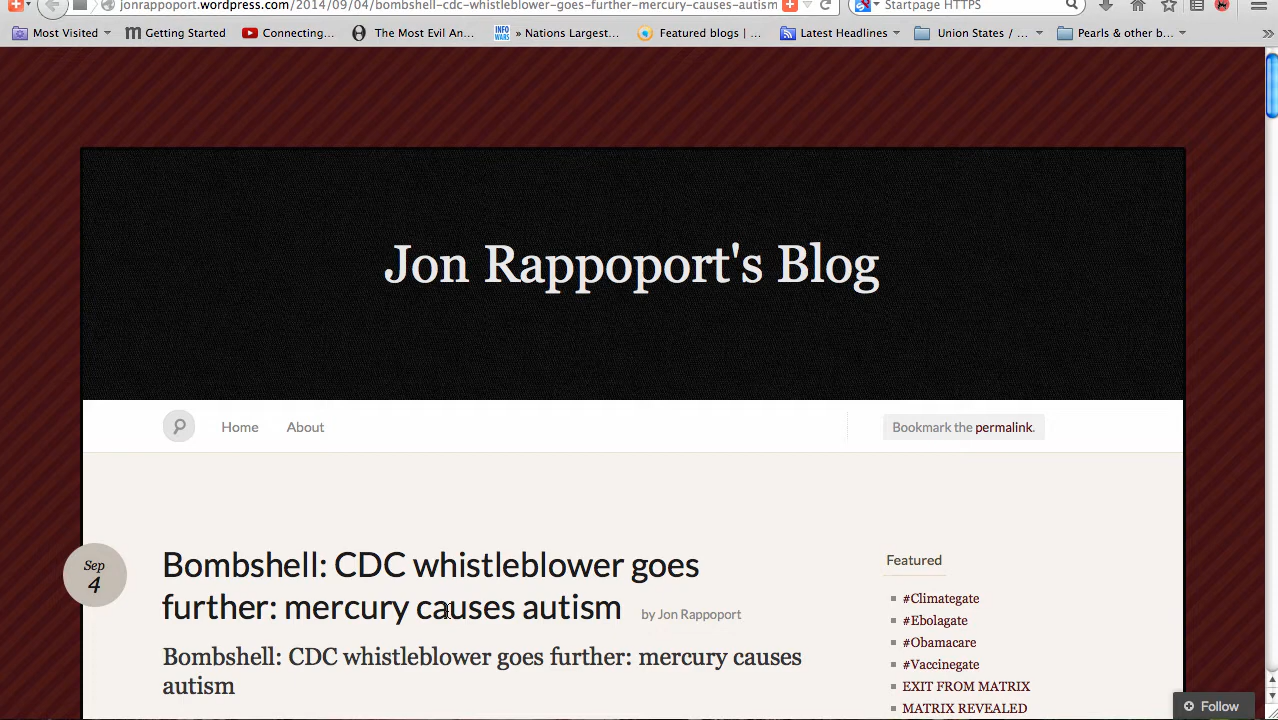 jonrappoport.wordpress.com/2014/09/04/bombshell-cdc-whistleblower-goes-further-mercury-causes-autism
Startpage HTTPS
Most Visited
Getting Started
Connecting...
The Most Evil An...
INFO WARS
» Nations Largest...
Featured blogs | ...
Latest Headlines
Union States / ...
Pearls & other b...
»
Jon Rappoport's Blog
Home
About
Bookmark the permalink.
Sep
4
Bombshell: CDC whistleblower goes
further: mercury causes autism
by Jon Rappoport
Bombshell: CDC whistleblower goes further: mercury causes
autism
Featured
#Climategate
#Ebolagate
#Obamacare
#Vaccinegate
EXIT FROM MATRIX
MATRIX REVEALED
Follow